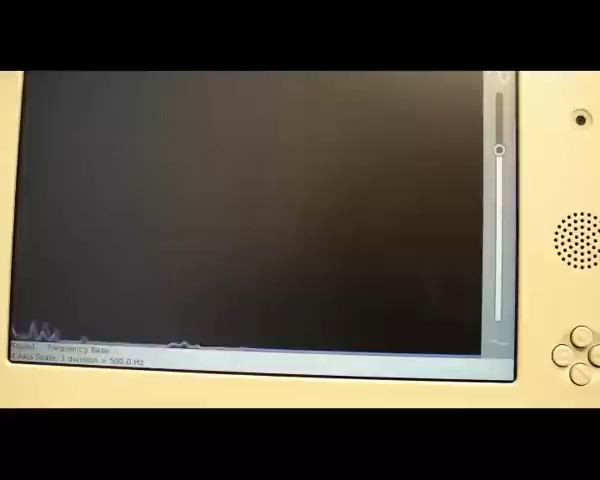 Sound Frequency Base
X Axis Scale: 1 division = 500.0 Hz